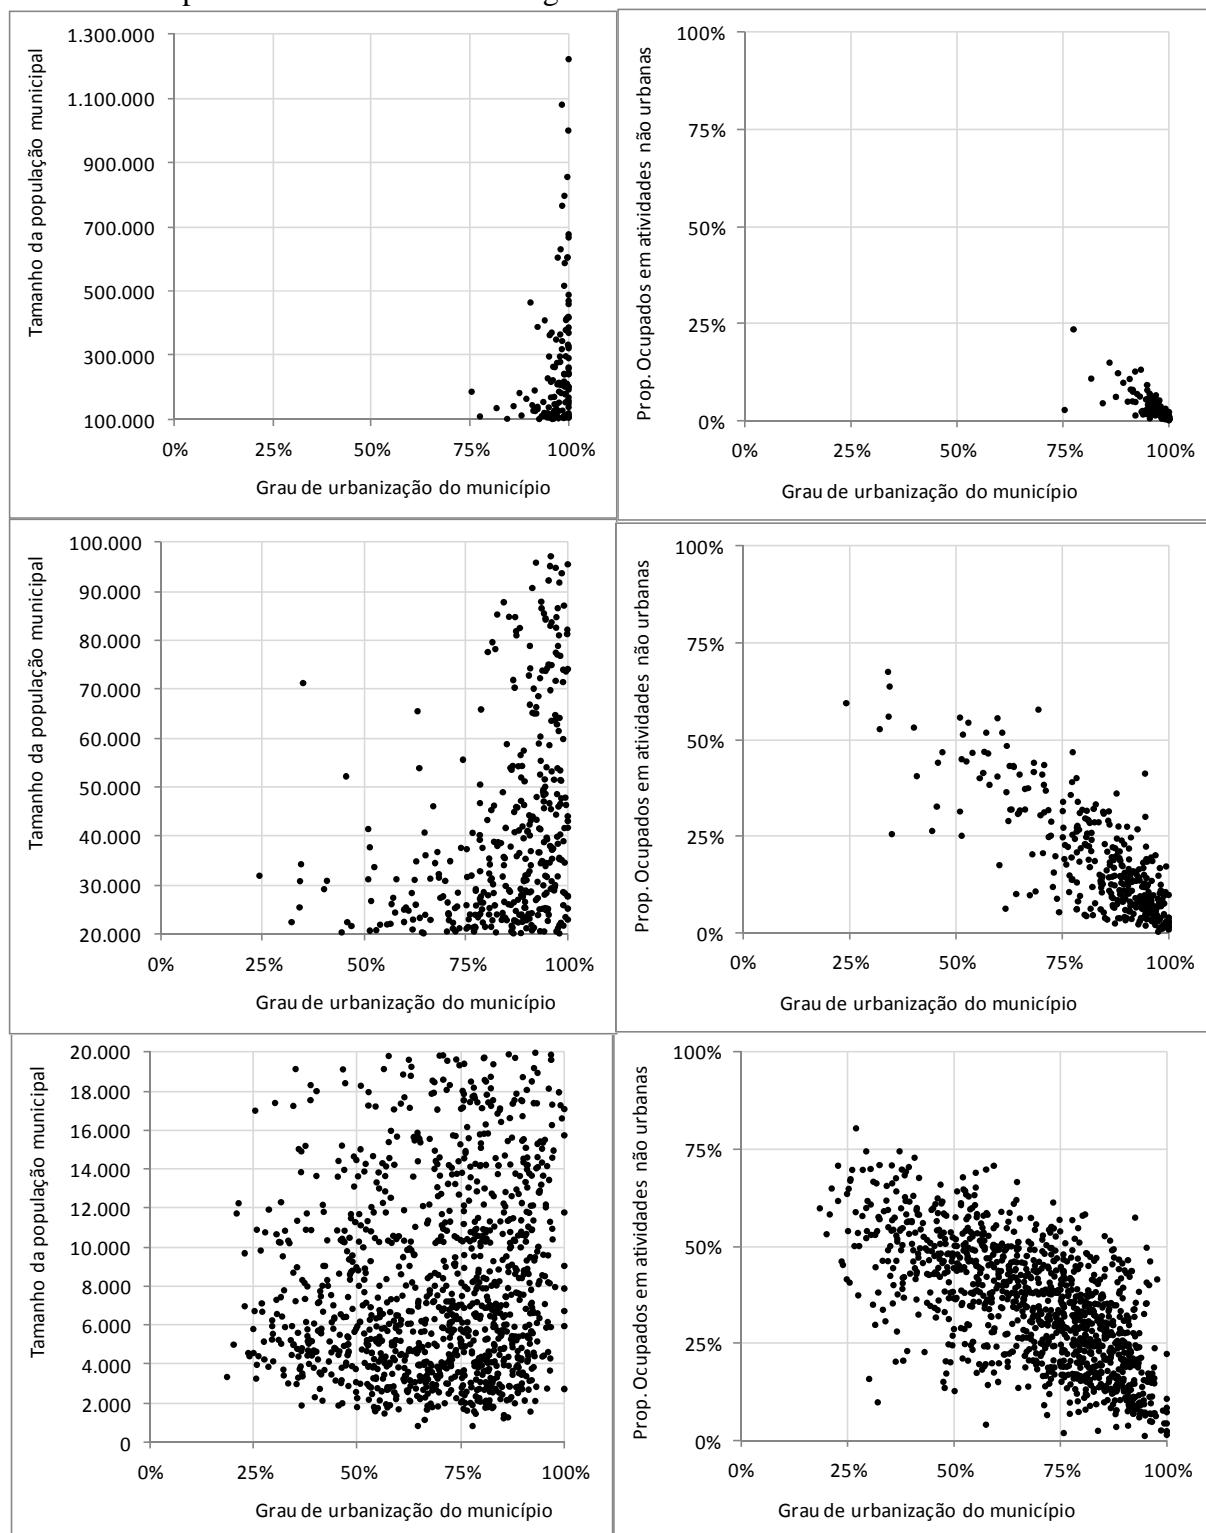 Tamanho da população municipal
1.300.000
1.100.000
900.000
700.000
500.000
300.000
100.000
0% 25% 50% 75% 100%
Grau de urbanização do município
Prop. Ocupados em atividades não urbanas
100%
75%
50%
25%
0%
0% 25% 50% 75% 100%
Grau de urbanização do município
Tamanho da população municipal
100.000
90.000
80.000
70.000
60.000
50.000
40.000
30.000
20.000
0% 25% 50% 75% 100%
Grau de urbanização do município
Prop. Ocupados em atividades não urbanas
100%
75%
50%
25%
0%
0% 25% 50% 75% 100%
Grau de urbanização do município
Tamanho da população municipal
20.000
18.000
16.000
14.000
12.000
10.000
8.000
6.000
4.000
2.000
0
0% 25% 50% 75% 100%
Grau de urbanização do município
Prop. Ocupados em atividades não urbanas
100%
75%
50%
25%
0%
0% 25% 50% 75% 100%
Grau de urbanização do município